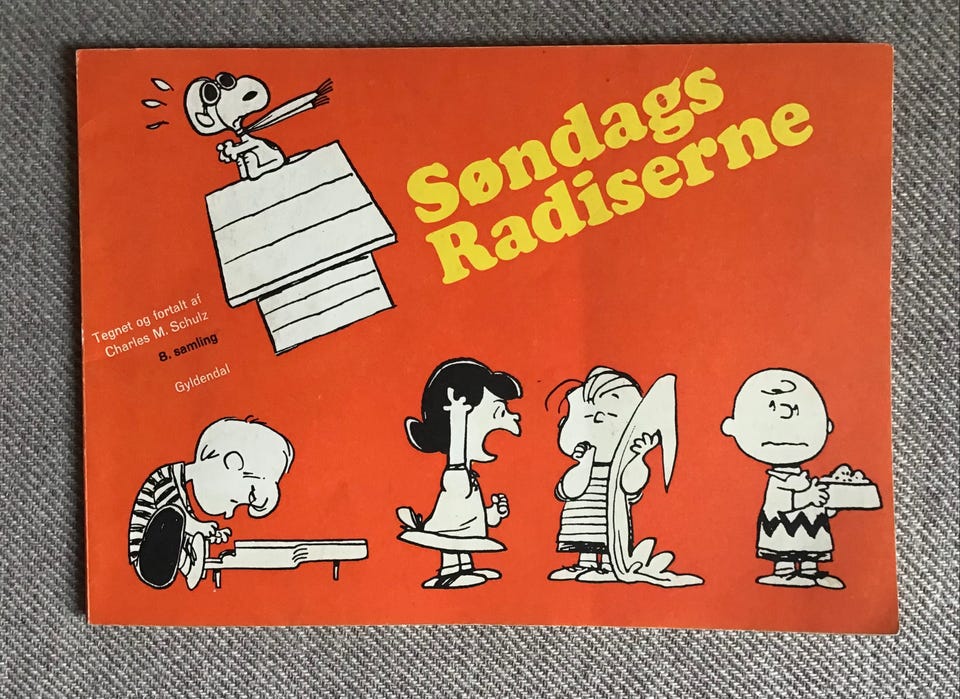 Søndags
Radiserne
Tegnet og fortalt af
Charles M. Schulz
8. samling
Gyldendal